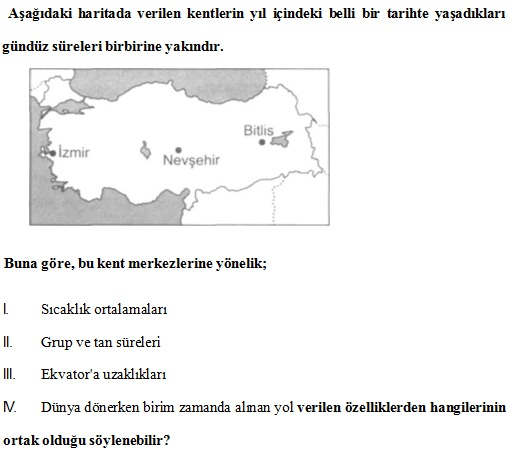 Aşağıdaki haritada verilen kentlerin yıl içindeki belli bir tarihte yaşadıkları
gündüz süreleri birbirine yakındır.
Bitlis
İzmir
Nevşehir
Buna göre, bu kent merkezlerine yönelik;
I. Sıcaklık ortalamaları
II. Grup ve tan süreleri
III. Ekvator'a uzaklıkları
IV. Dünya dönerken birim zamanda alınan yol verilen özelliklerden hangilerinin
ortak olduğu söylenebilir?